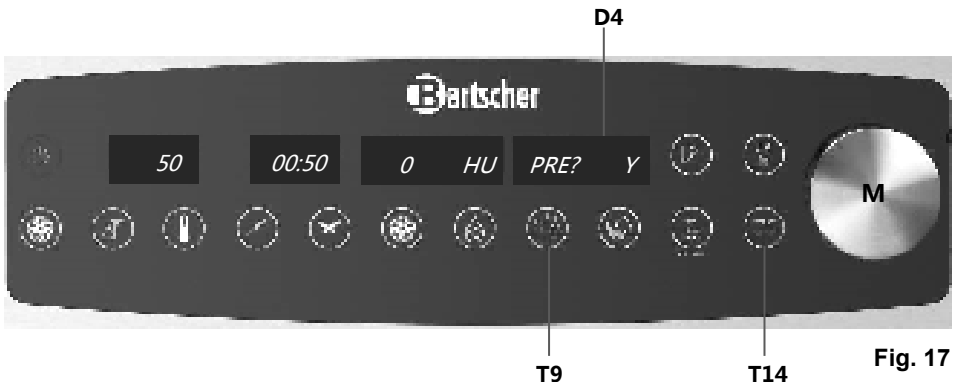 D4
Bartscher
50 00:50 0 HU PRE? Y
M
T9 T14 Fig. 17